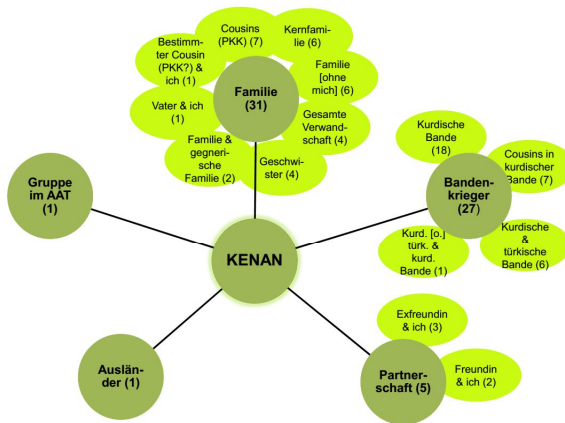 Cousins
(PKK) (7)
Kernfami-
lie (6)
Bestimm-
ter Cousin
(PKK?) &
ich (1)
Familie
[ohne
mich] (6)
Familie
(31)
Vater & ich
(1)
Gesamte
Verwand-
schaft (4)
Familie &
gegneri-
sche
Familie (2)
Geschwis-
ter (4)
Kurdische
Bande
(18)
Cousins in
kurdischer
Bande (7)
Banden-
krieger
(27)
Kurd. [o.]
türk. &
kurd.
Bande (1)
Kurdische &
türkische
Bande (6)
Gruppe
im AAT
(1)
KENAN
Auslän-
der (1)
Exfreundin
& ich (3)
Partner-
schaft (5)
Freundin
& ich (2)